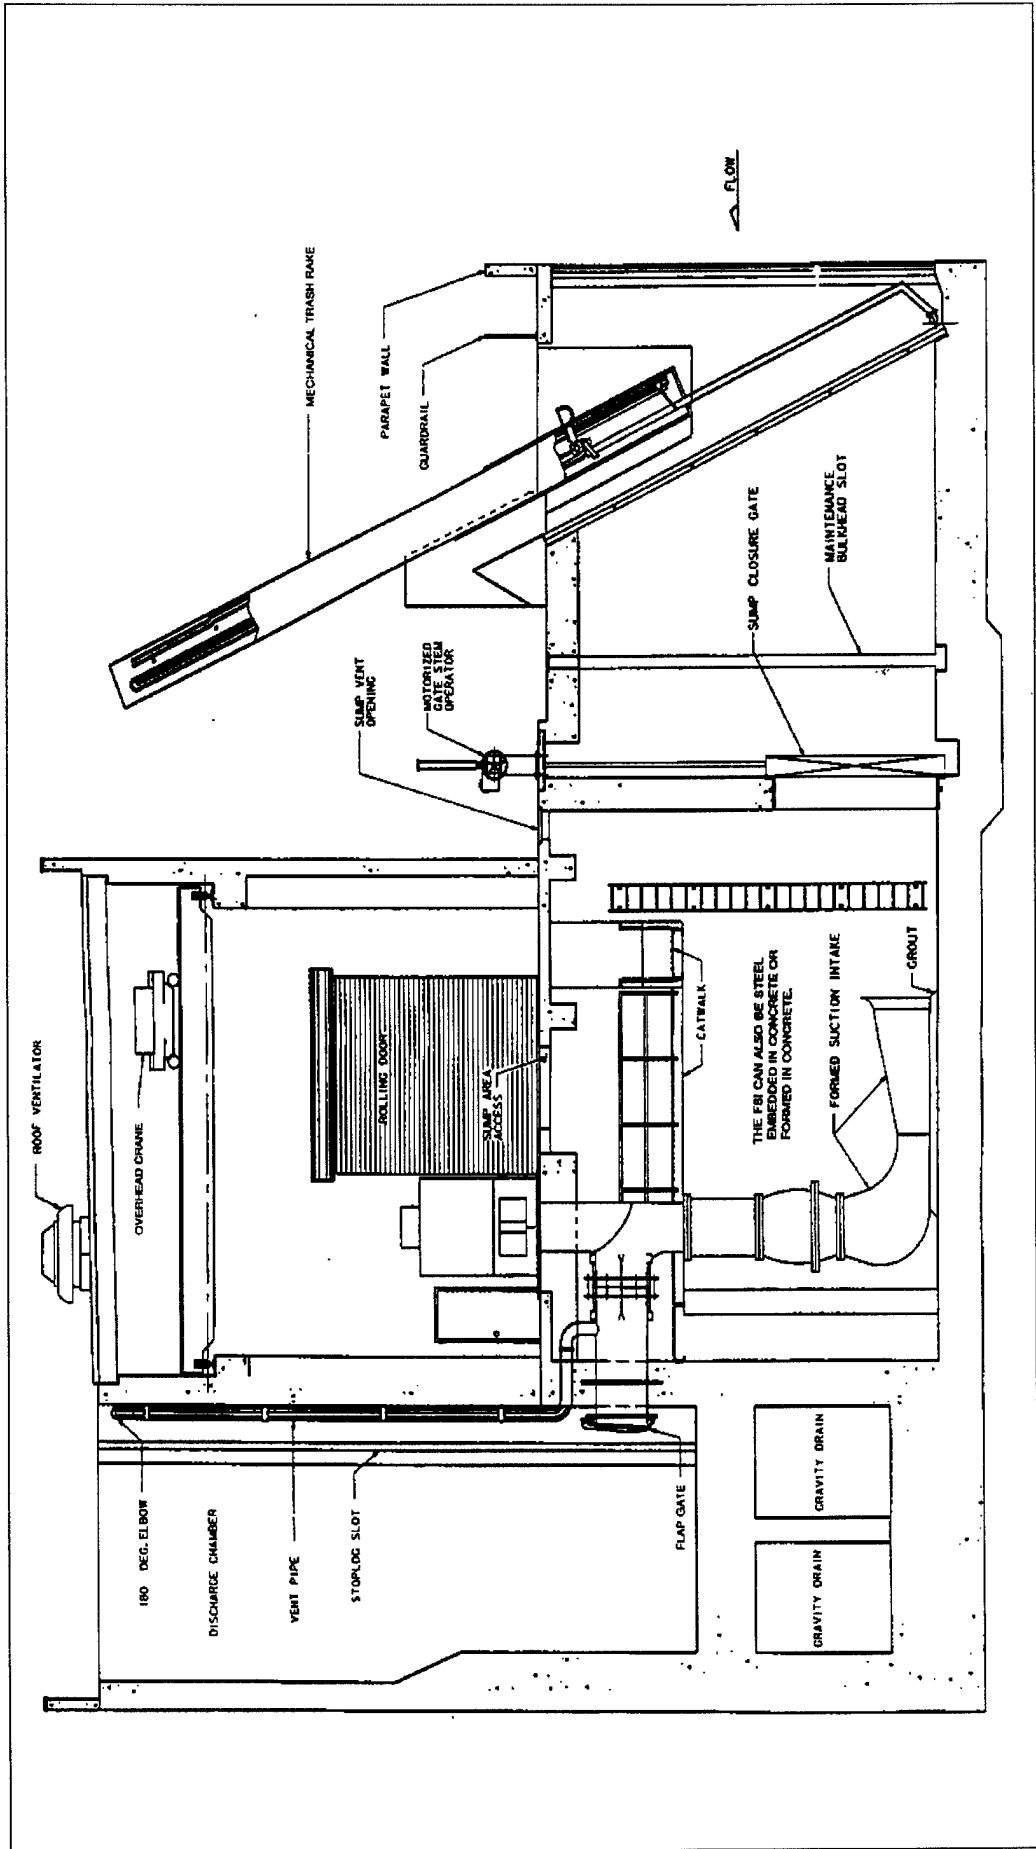 ROOF VENTILATOR
OVERHEAD CRANE
180 DEG. ELBOW
DISCHARGE CHAMBER
VENT PIPE
STOPLOG SLOT
FLAP GATE
GRAVITY DRAIN
GRAVITY DRAIN
ROLLING DOOR
SUMP AREA
ACCESS
CATWALK
THE FSI CAN ALSO BE STEEL
EMBEDDED IN CONCRETE OR
FORMED IN CONCRETE.
FORMED SUCTION INTAKE
GROUT
SUMP VENT
OPENING
MOTORIZED
GATE STEM
OPERATOR
SUMP CLOSURE GATE
MAINTENANCE
BULKHEAD SLOT
MECHANICAL TRASH RAKE
PARAPET WALL
GUARDRAIL
FLOW